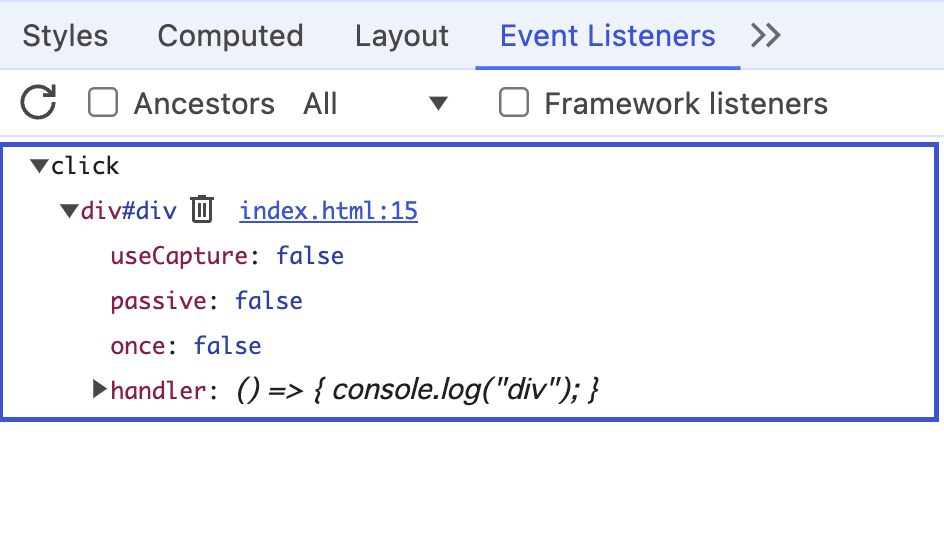 Styles Computed Layout Event Listeners
Ancestors All Framework listeners
click
div#div index.html:15
useCapture: false
passive: false
once: false
handler: () => { console.log("div"); }